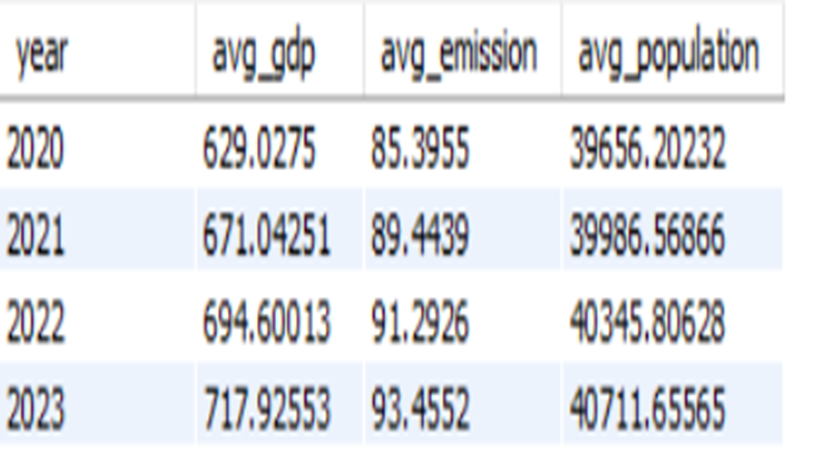 year avg_gdp avg_emission avg_population
2020 629.0275 85.3955 39656.20232
2021 671.04251 89.4439 39986.56866
2022 694.60013 91.2926 40345.80628
2023 717.92553 93.4552 40711.65565